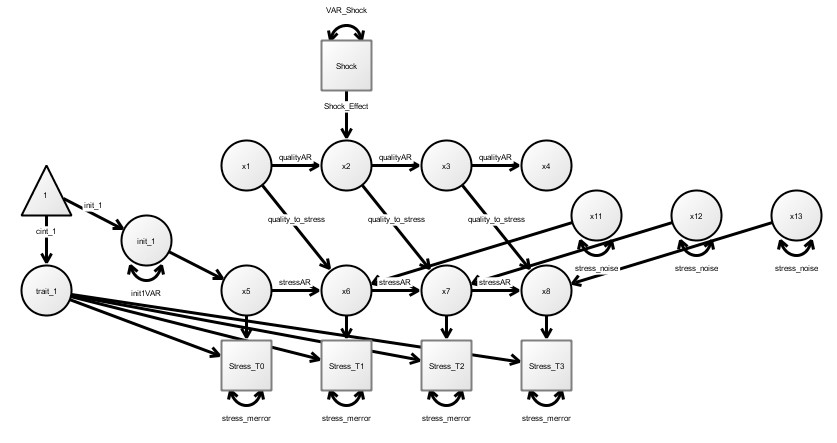 VAR_Shock
Shock
Shock_Effect
x1 qualityAR x2 qualityAR x3 qualityAR x4
1 init_1 quality_to_stress quality_to_stress quality_to_stress x11 x12 x13
cint_1 init_1
stress_noise stress_noise stress_noise
trait_1 init1VAR x5 stressAR x6 stressAR x7 stressAR x8
Stress_T0 Stress_T1 Stress_T2 Stress_T3
stress_merror stress_merror stress_merror stress_merror